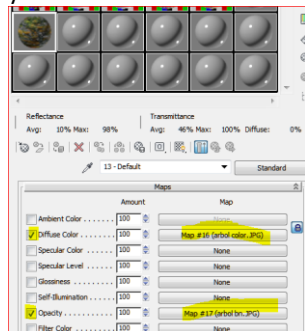 Reflectance Transmittance
Avg: 10% Max: 98% Avg: 46% Max: 100% Diffuse: 0%
13 - Default Standard
Maps
Amount Map
Ambient Color . . . . . . . 100 None
Diffuse Color . . . . . . . . 100 Map #16 (arbol color.JPG)
Specular Color . . . . . . 100 None
Specular Level . . . . . . 100 None
Glossiness . . . . . . . . . 100 None
Self-Illumination . . . . . 100 None
Opacity . . . . . . . . . . . 100 Map #17 (arbol bn.JPG)
Filter Color . . . . . . . . . 100 None